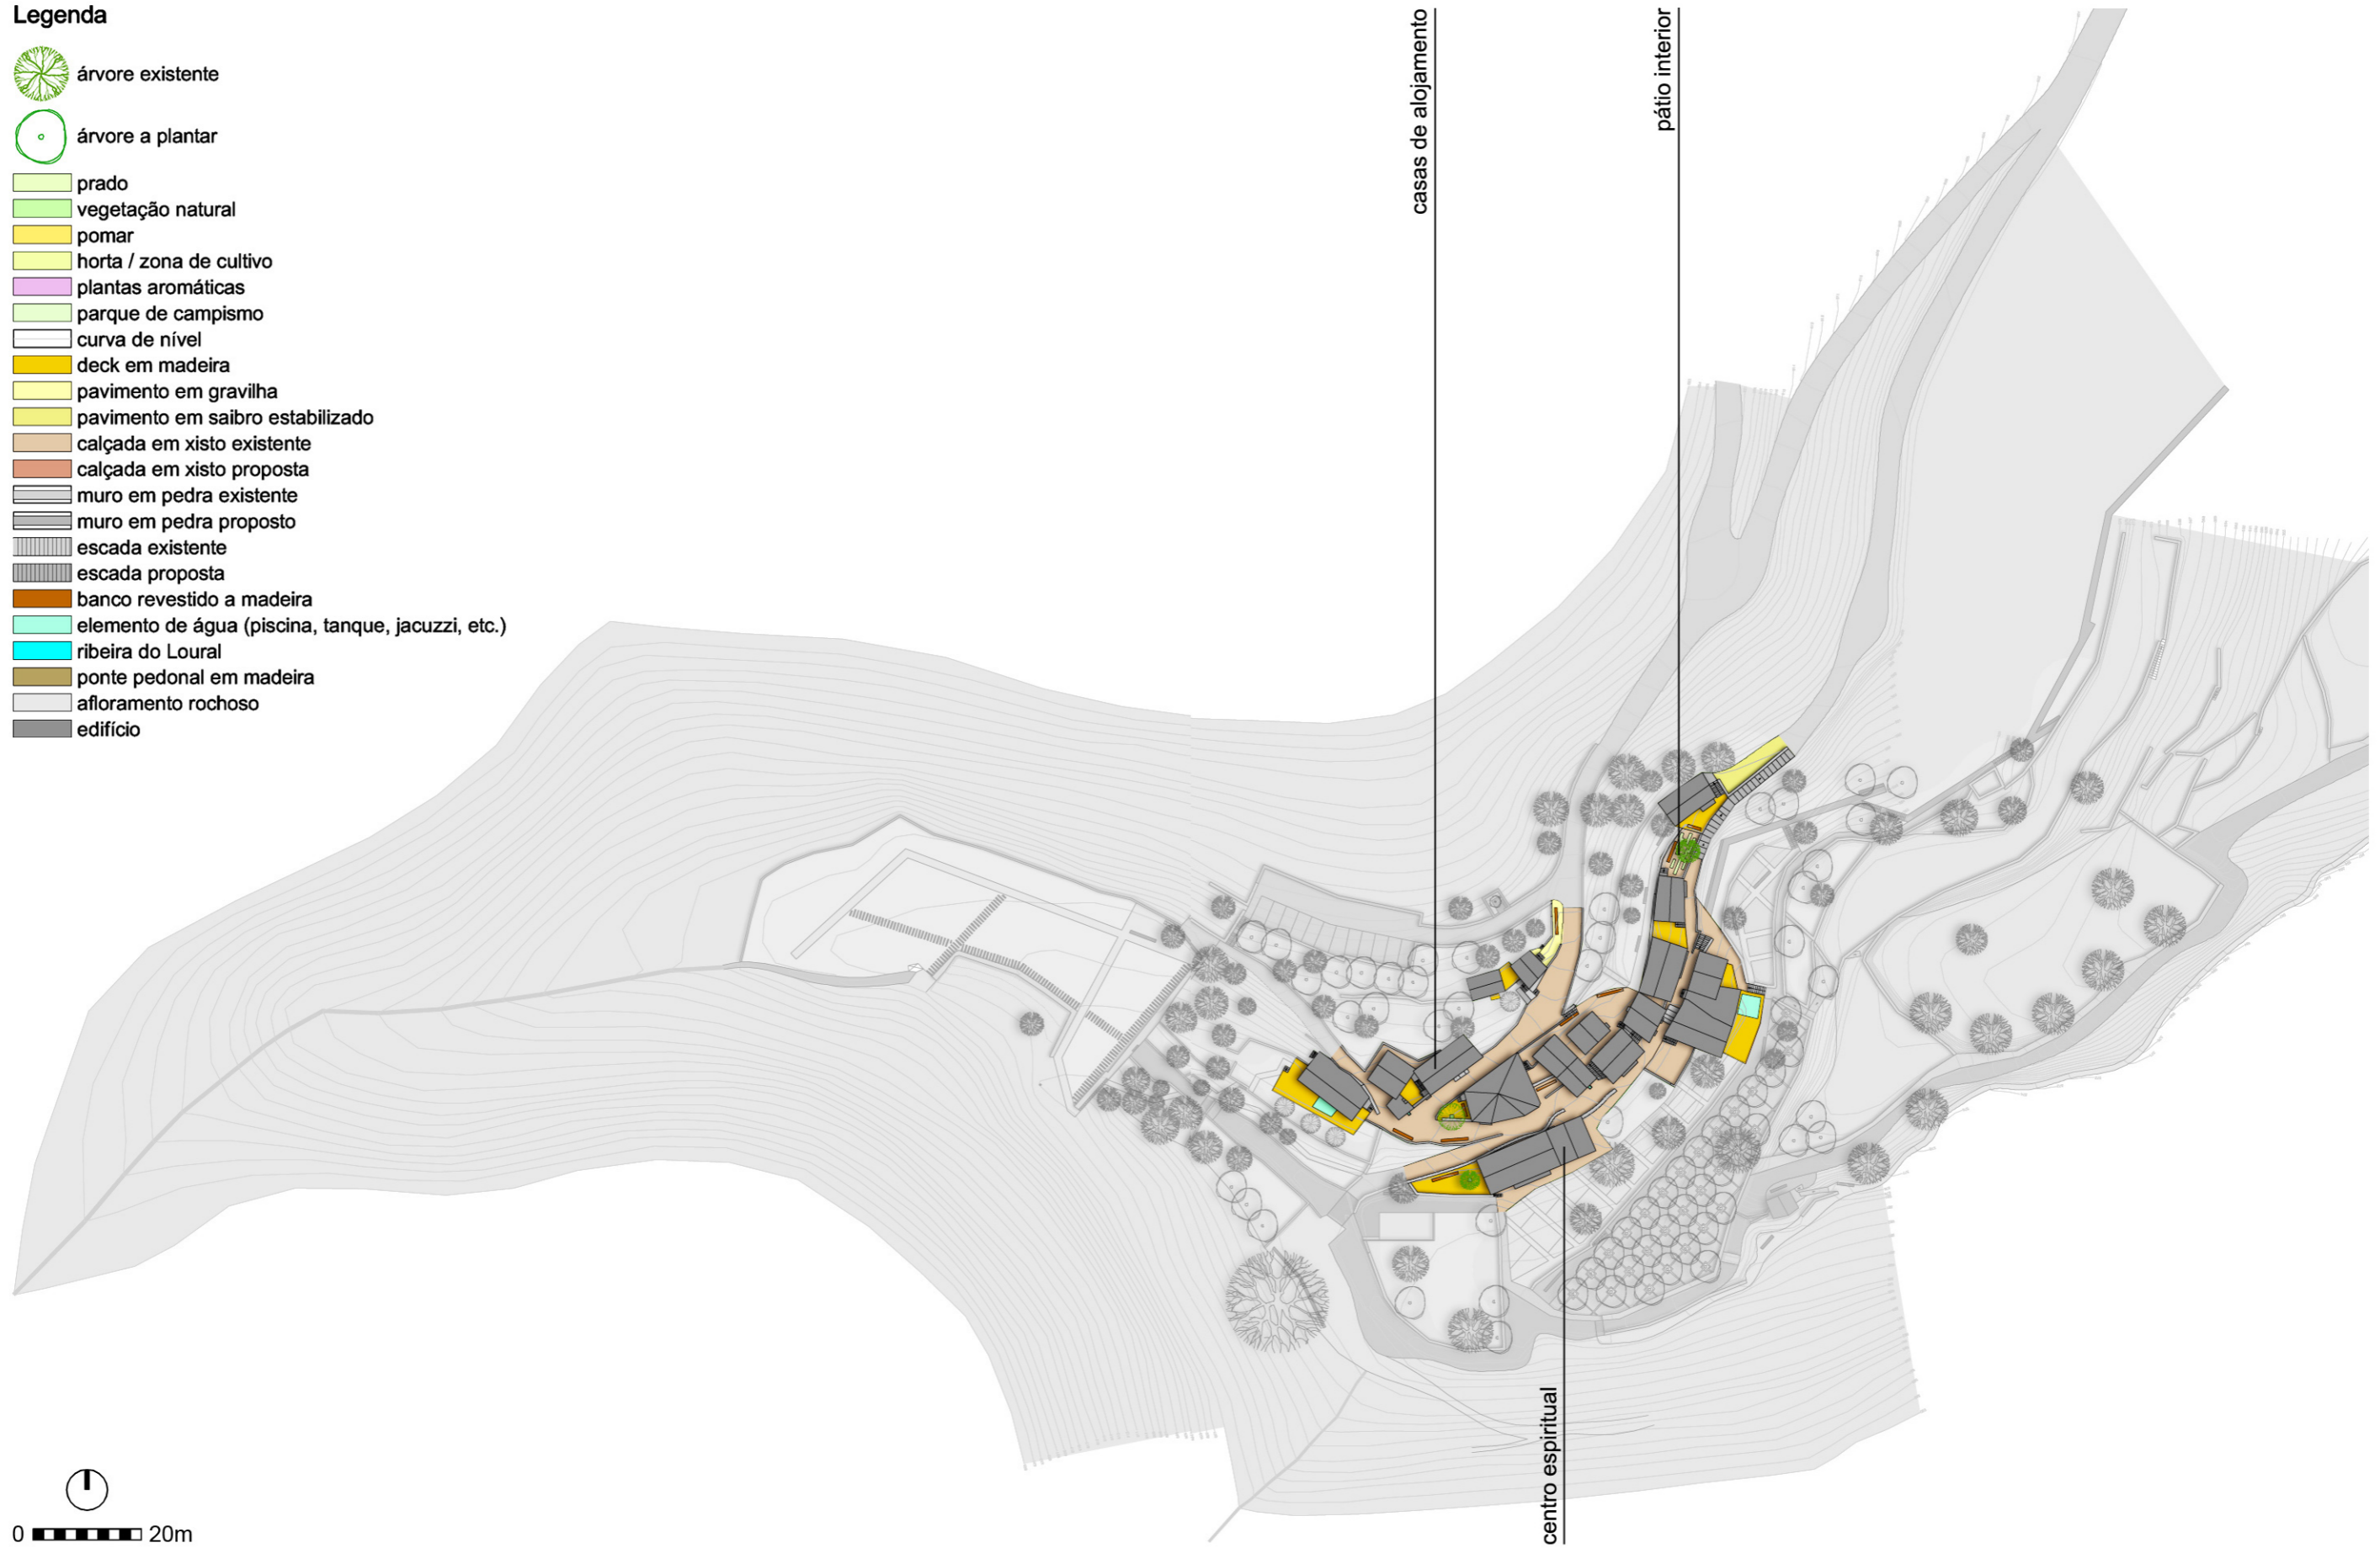 Legenda
árvore existente
árvore a plantar
prado
vegetação natural
pomar
horta / zona de cultivo
plantas aromáticas
parque de campismo
curva de nível
deck em madeira
pavimento em gravilha
pavimento em saibro estabilizado
calçada em xisto existente
calçada em xisto proposta
muro em pedra existente
muro em pedra proposto
escada existente
escada proposta
banco revestido a madeira
elemento de água (piscina, tanque, jacuzzi, etc.)
ribeira do Loural
ponte pedonal em madeira
afloramento rochoso
edifício
casas de alojamento
pátio interior
centro espiritual
0 20m